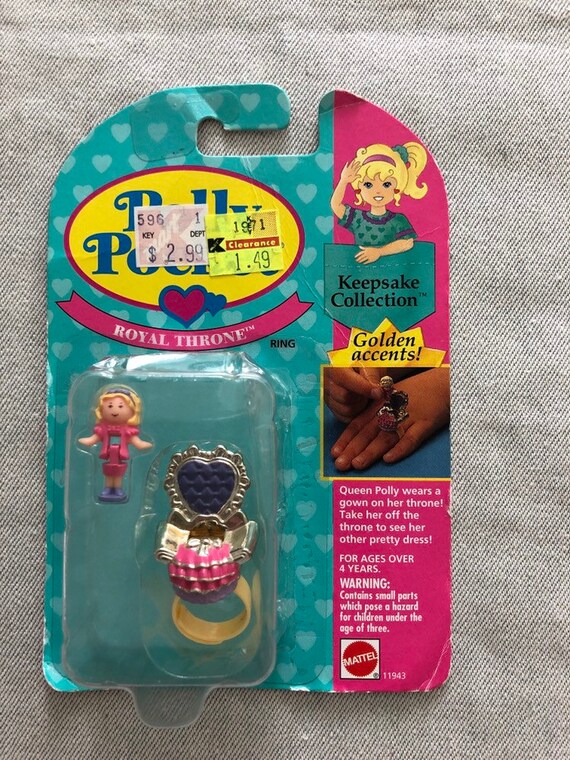 Polly
Pocket
596 1
KEY DEPT
$ 2.99
K
1971
K Clearance
1.49
ROYAL THRONE™
RING
Keepsake
Collection™
Golden
accents!
Queen Polly wears a
gown on her throne!
Take her off the
throne to see her
other pretty dress!
FOR AGES OVER
4 YEARS.
WARNING:
Contains small parts
which pose a hazard
for children under the
age of three.
MATTEL
® 11943